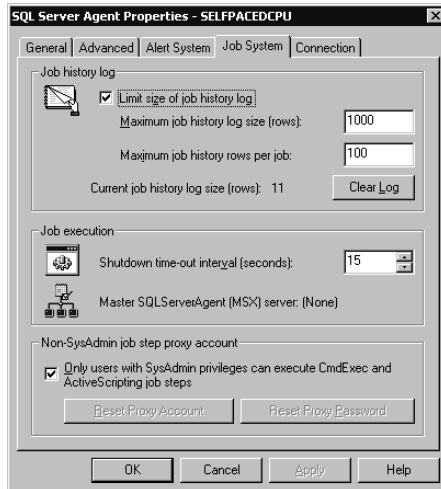 SQL Server Agent Properties - SELFPACEDCPU
General
Advanced
Alert System
Job System
Connection
Job history log
Limit size of job history log
Maximum job history log size (rows):
1000
Maximum job history rows per job:
100
Current job history log size (rows): 11
Clear Log
Job execution
Shutdown time-out interval (seconds):
15
Master SQLServerAgent (MSX) server: (None)
Non-SysAdmin job step proxy account
Only users with SysAdmin privileges can execute CmdExec and
ActiveScripting job steps
Reset Proxy Account
Reset Proxy Password
OK
Cancel
Apply
Help